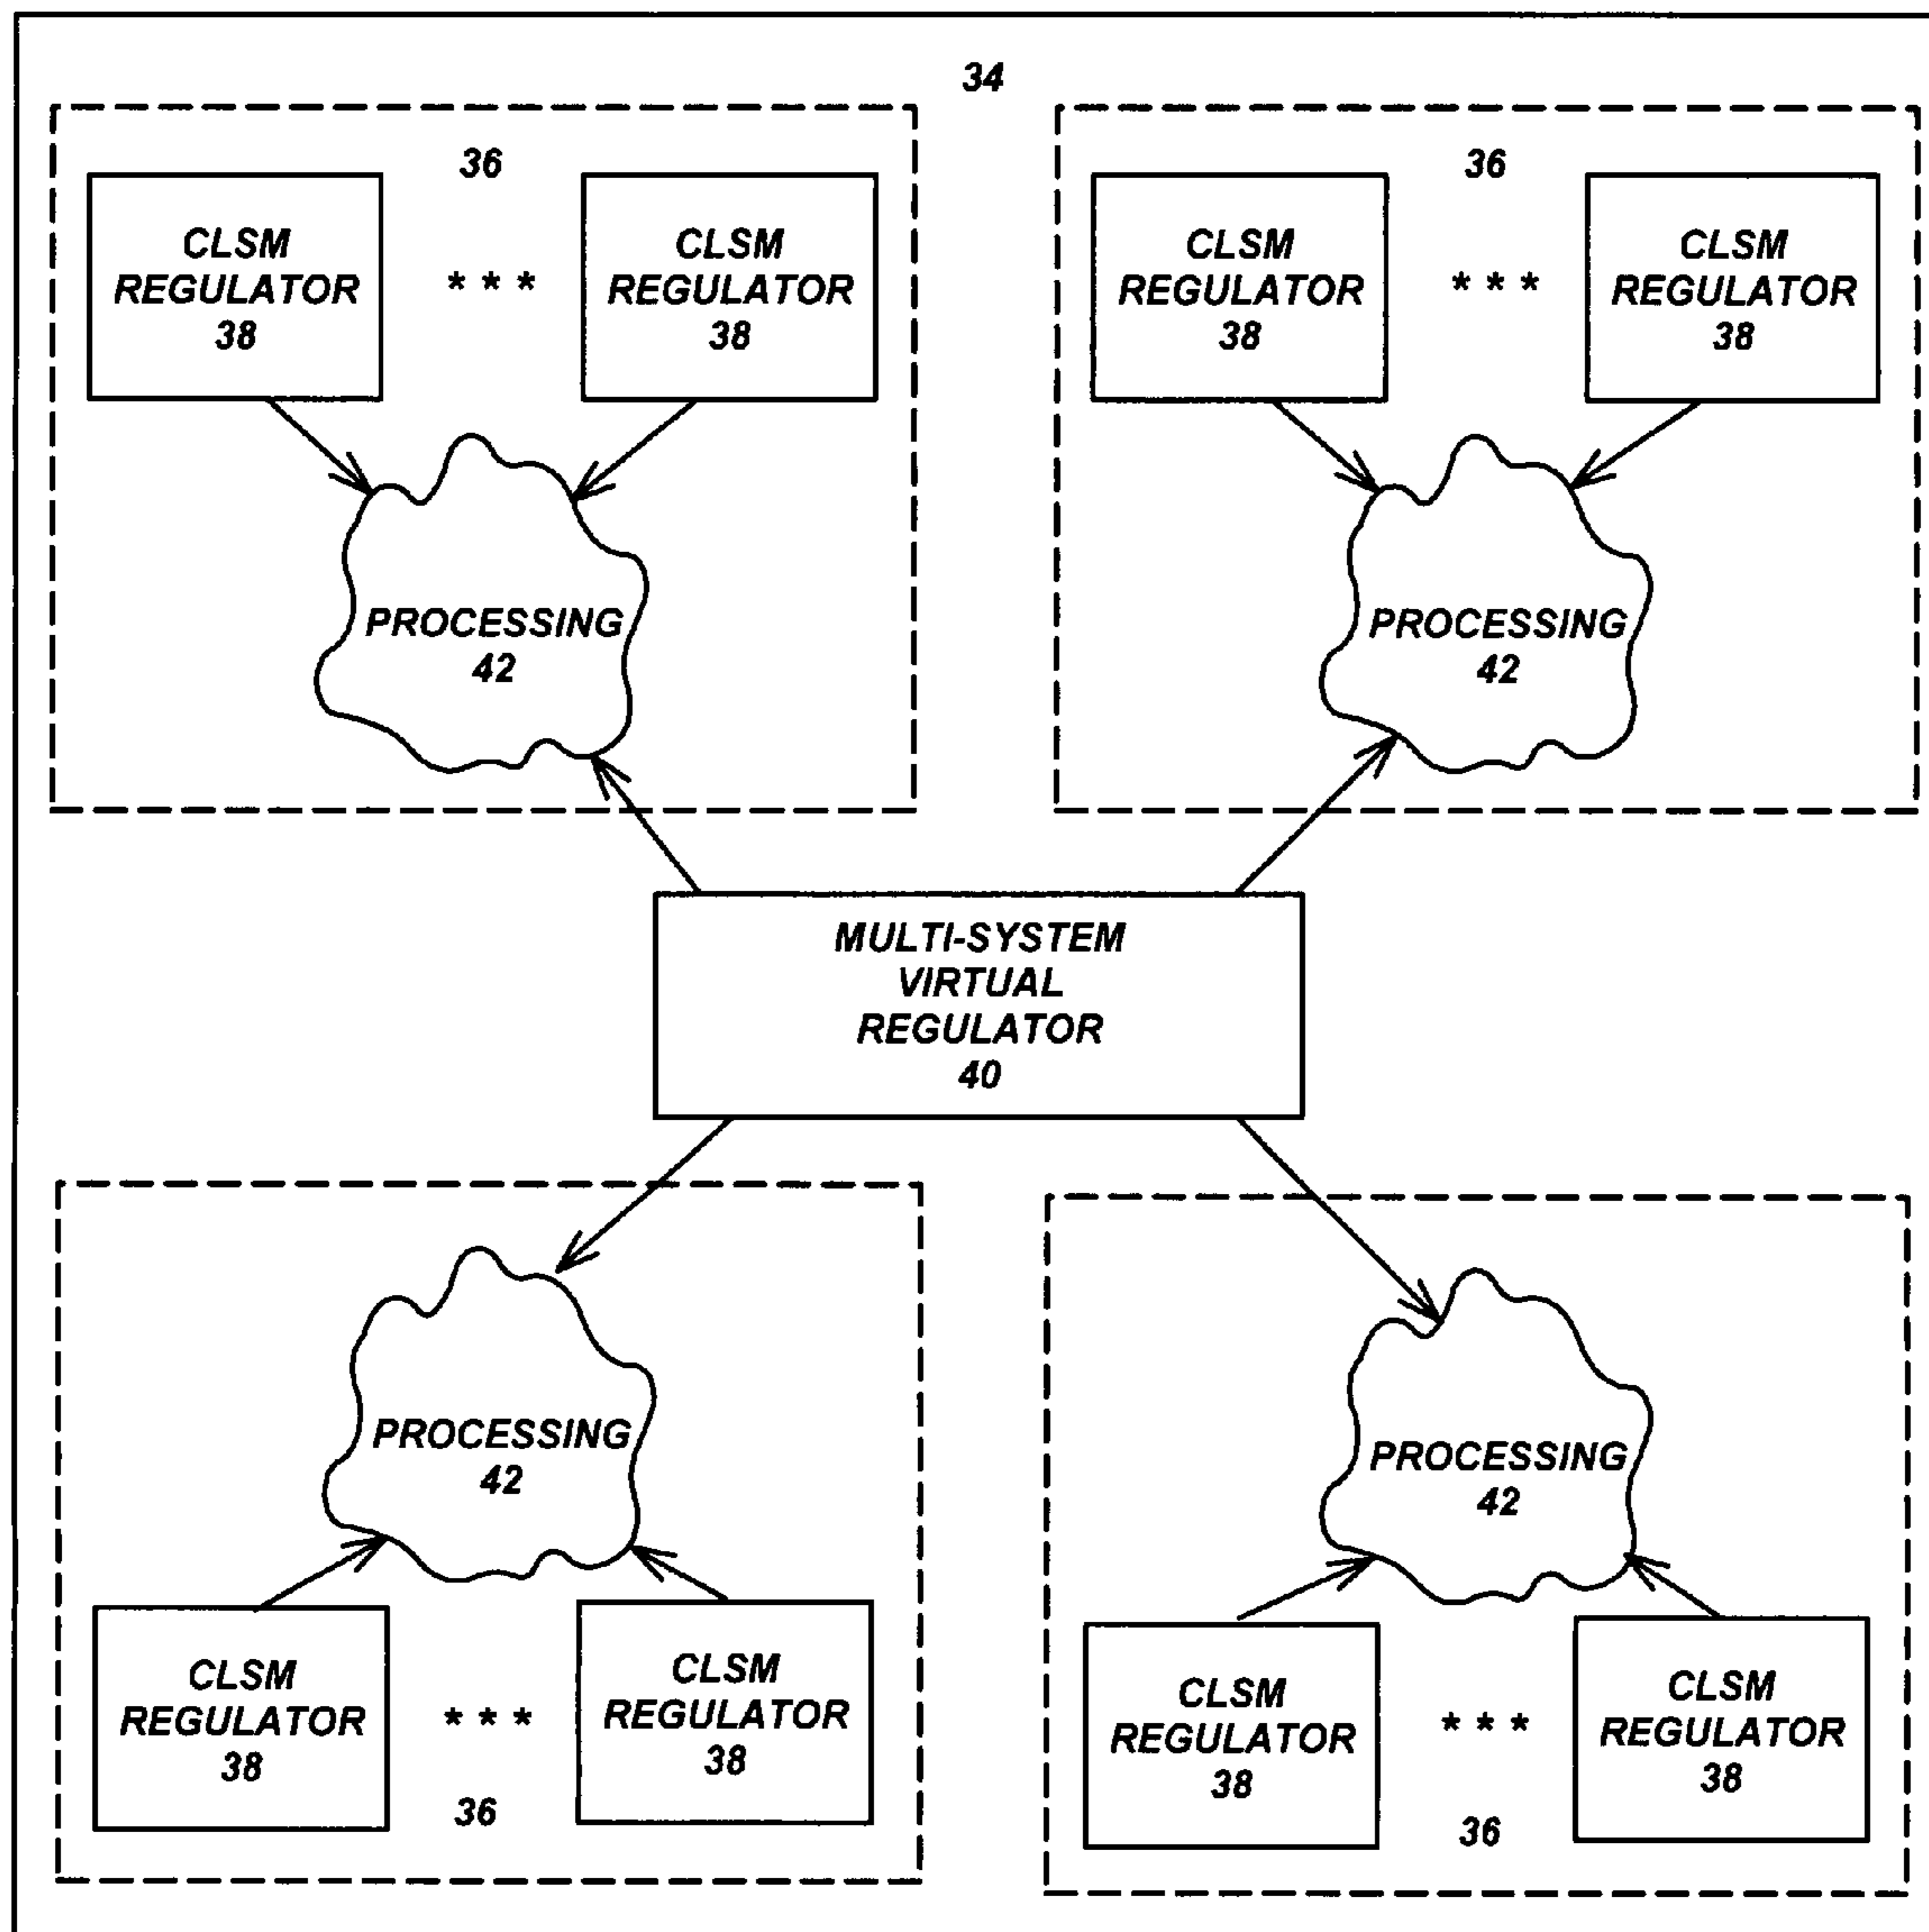 34
36
CLSM
REGULATOR
38
* * *
CLSM
REGULATOR
38
PROCESSING
42
36
CLSM
REGULATOR
38
* * *
CLSM
REGULATOR
38
PROCESSING
42
MULTI-SYSTEM
VIRTUAL
REGULATOR
40
PROCESSING
42
CLSM
REGULATOR
38
* * *
CLSM
REGULATOR
38
36
PROCESSING
42
CLSM
REGULATOR
38
* * *
CLSM
REGULATOR
38
36